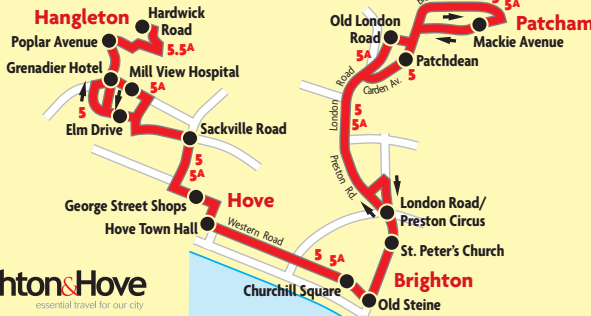 Hangleton
Hardwick
Road
Poplar Avenue
5.5A
Grenadier Hotel
Mill View Hospital
5
5A
Elm Drive
Sackville Road
5
5A
George Street Shops
Hove
Hove Town Hall
Western Road
5 5A
Churchill Square
Brighton
Old Steine
St. Peter's Church
London Road/
Preston Circus
Preston Rd.
London Road
5
5A
Carden Av.
5
5A
Old London
Road
Patchdean
Mackie Avenue
Patcham
5A
hton&Hove
essential travel for our city